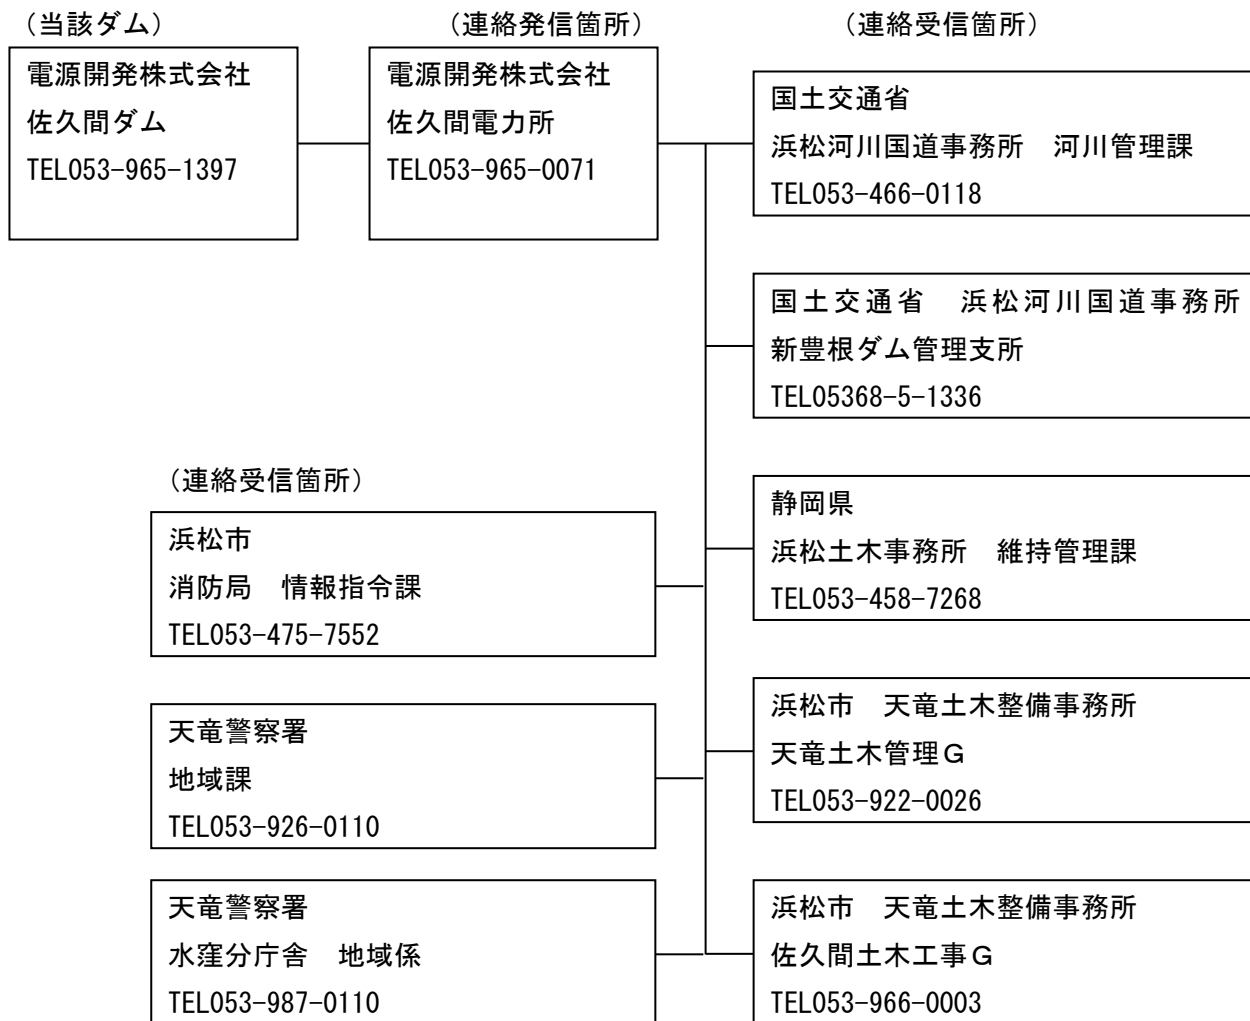 （当該ダム）
電源開発株式会社
佐久間ダム
TEL053-965-1397
（連絡発信箇所）
電源開発株式会社
佐久間電力所
TEL053-965-0071
（連絡受信箇所）
国土交通省
浜松河川国道事務所　河川管理課
TEL053-466-0118
国土交通省　浜松河川国道事務所
新豊根ダム管理支所
TEL05368-5-1336
静岡県
浜松土木事務所　維持管理課
TEL053-458-7268
浜松市　天竜土木整備事務所
天竜土木管理Ｇ
TEL053-922-0026
浜松市　天竜土木整備事務所
佐久間土木工事Ｇ
TEL053-966-0003
（連絡受信箇所）
浜松市
消防局　情報指令課
TEL053-475-7552
天竜警察署
地域課
TEL053-926-0110
天竜警察署
水窪分庁舎　地域係
TEL053-987-0110